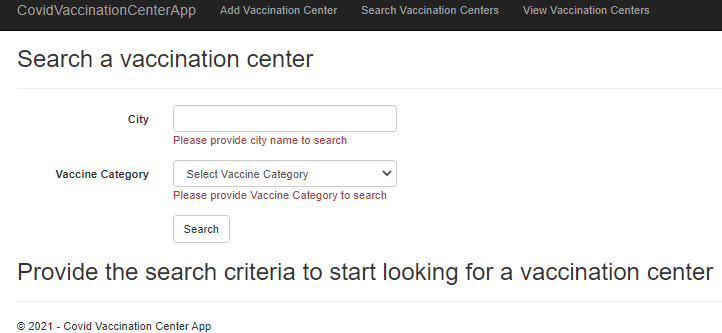 CovidVaccinationCenterApp Add Vaccination Center Search Vaccination Centers View Vaccination Centers
Search a vaccination center
City
Please provide city name to search
Vaccine Category Select Vaccine Category
Please provide Vaccine Category to search
Search
Provide the search criteria to start looking for a vaccination center
© 2021 - Covid Vaccination Center App